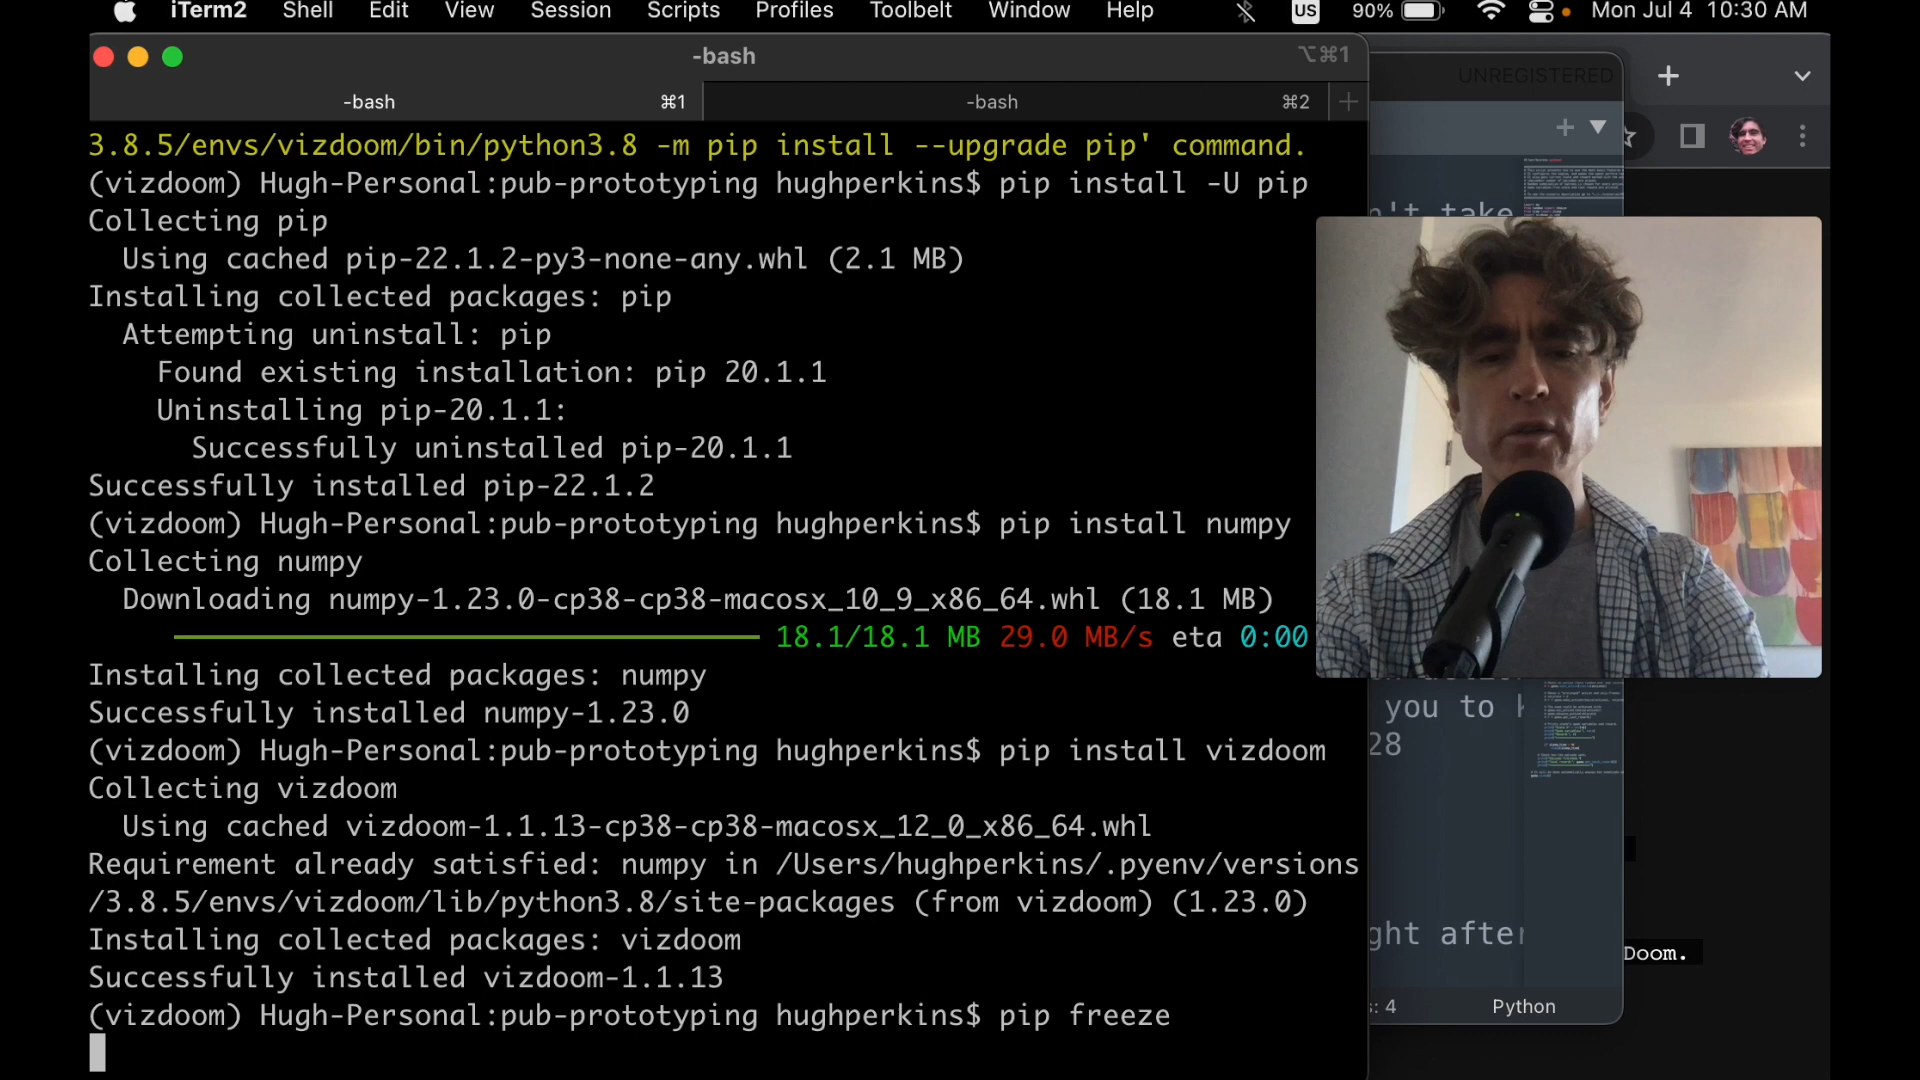 iTerm2 Shell Edit View Session Scripts Profiles Toolbelt Window Help US 90% Mon Jul 4 10:30 AM
-bash ⌥⌘1
-bash ⌘1 -bash ⌘2
UNREGISTERED
3.8.5/envs/vizdoom/bin/python3.8 -m pip install --upgrade pip' command.
(vizdoom) Hugh-Personal:pub-prototyping hughperkins$ pip install -U pip
Collecting pip
Using cached pip-22.1.2-py3-none-any.whl (2.1 MB)
Installing collected packages: pip
Attempting uninstall: pip
Found existing installation: pip 20.1.1
Uninstalling pip-20.1.1:
Successfully uninstalled pip-20.1.1
Successfully installed pip-22.1.2
(vizdoom) Hugh-Personal:pub-prototyping hughperkins$ pip install numpy
Collecting numpy
Downloading numpy-1.23.0-cp38-cp38-macosx_10_9_x86_64.whl (18.1 MB)
18.1/18.1 MB 29.0 MB/s eta 0:00
Installing collected packages: numpy
Successfully installed numpy-1.23.0
(vizdoom) Hugh-Personal:pub-prototyping hughperkins$ pip install vizdoom
Collecting vizdoom
Using cached vizdoom-1.1.13-cp38-cp38-macosx_12_0_x86_64.whl
Requirement already satisfied: numpy in /Users/hughperkins/.pyenv/versions
/3.8.5/envs/vizdoom/lib/python3.8/site-packages (from vizdoom) (1.23.0)
Installing collected packages: vizdoom
Successfully installed vizdoom-1.1.13
(vizdoom) Hugh-Personal:pub-prototyping hughperkins$ pip freeze
n't take
you to
28
ght after
Doom.
: 4 Python